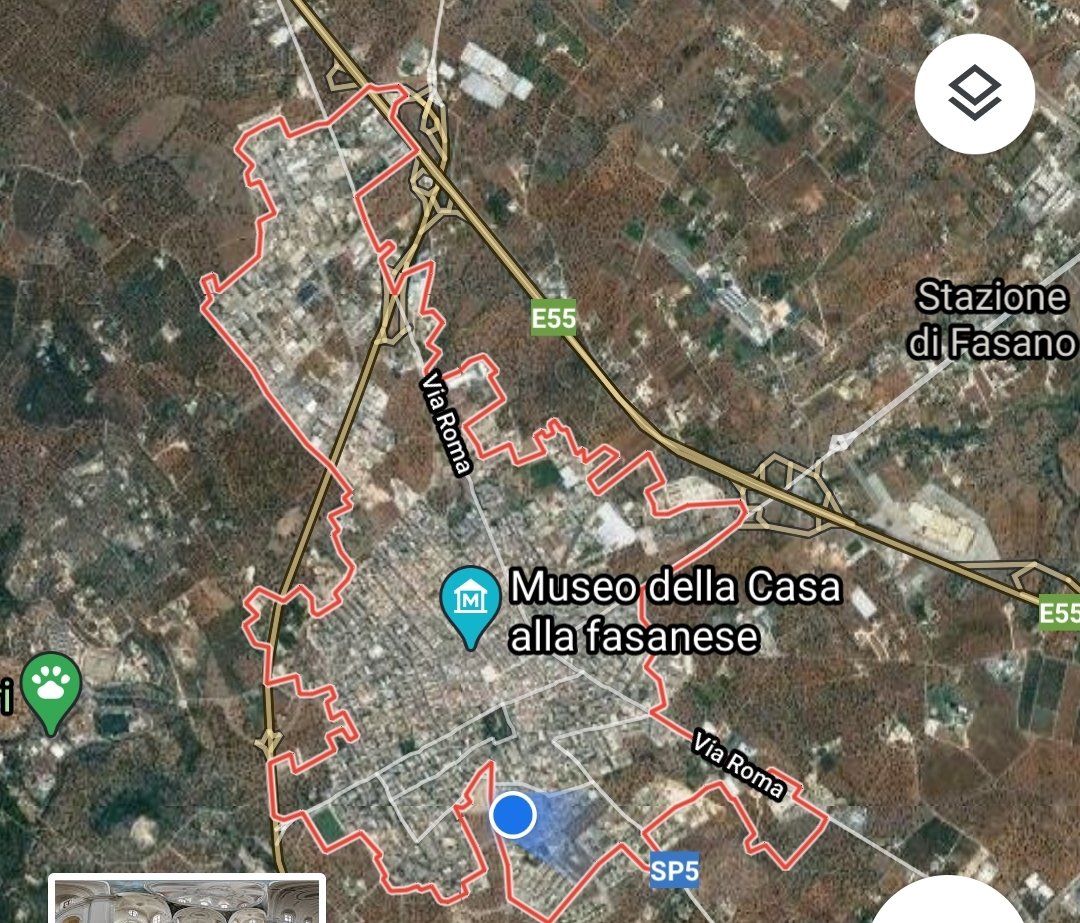 E55
Stazione
di Fasano
Via Roma
M
Museo della Casa
alla fasanese
E55
i
Via Roma
SP5